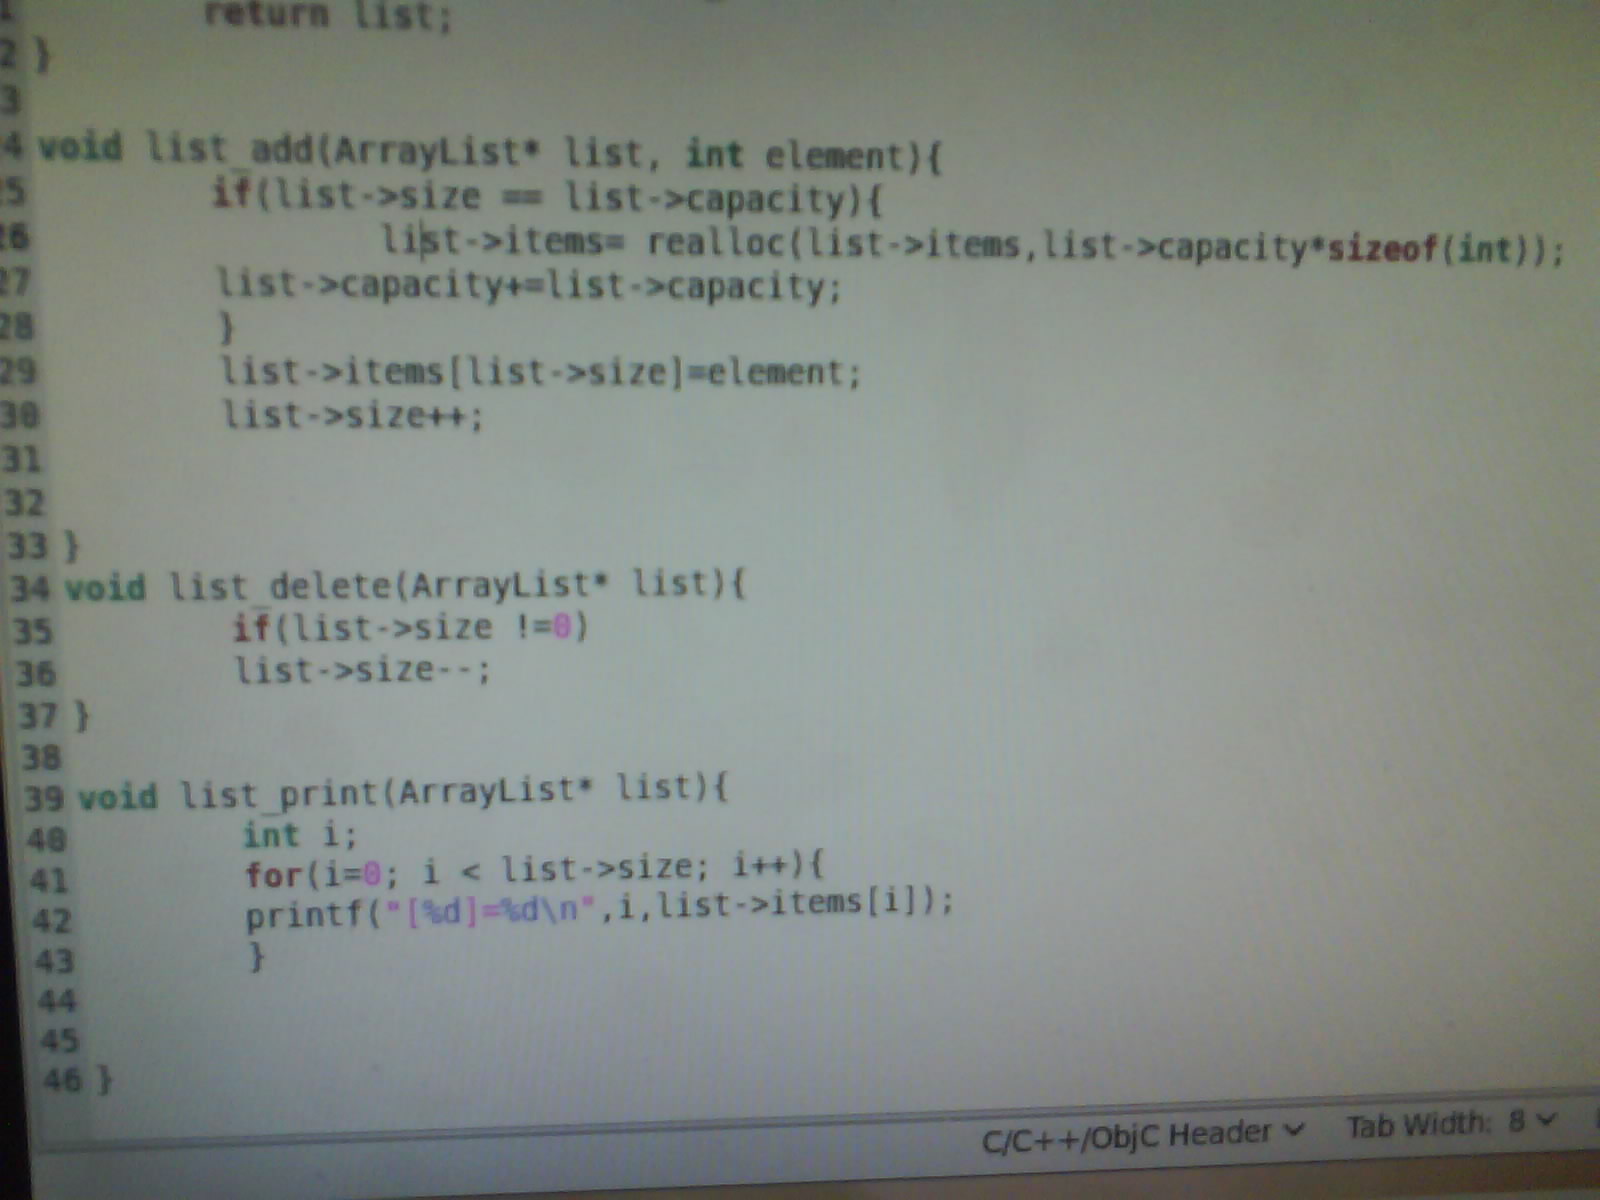 1 return list;
2 }
3
24 void list_add(ArrayList* list, int element){
25 if(list->size == list->capacity){
26 list->items= realloc(list->items,list->capacity*sizeof(int));
27 list->capacity+=list->capacity;
28 }
29 list->items[list->size]=element;
30 list->size++;
31
32
33 }
34 void list_delete(ArrayList* list){
35 if(list->size !=0)
36 list->size--;
37 }
38
39 void list_print(ArrayList* list){
40 int i;
41 for(i=0; i < list->size; i++){
42 printf("[%d]=%d\n",i,list->items[i]);
43 }
44
45
46 }
C/C++/ObjC Header Tab Width: 8